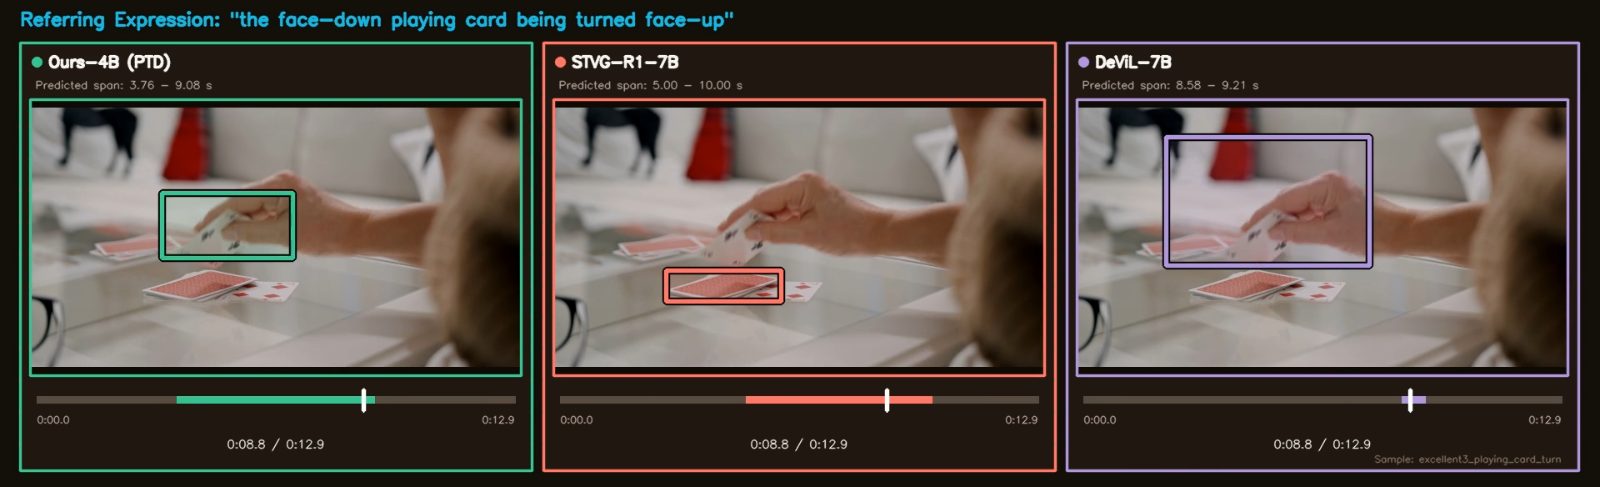 Referring Expression: "the face-down playing card being turned face-up"
Ours-4B (PTD)
Predicted span: 3.76 - 9.08 s
0:00.0
0:12.9
0:08.8 / 0:12.9
STVG-R1-7B
Predicted span: 5.00 - 10.00 s
0:00.0
0:12.9
0:08.8 / 0:12.9
DeViL-7B
Predicted span: 8.58 - 9.21 s
0:00.0
0:12.9
0:08.8 / 0:12.9
Sample: excellent3_playing_card_turn